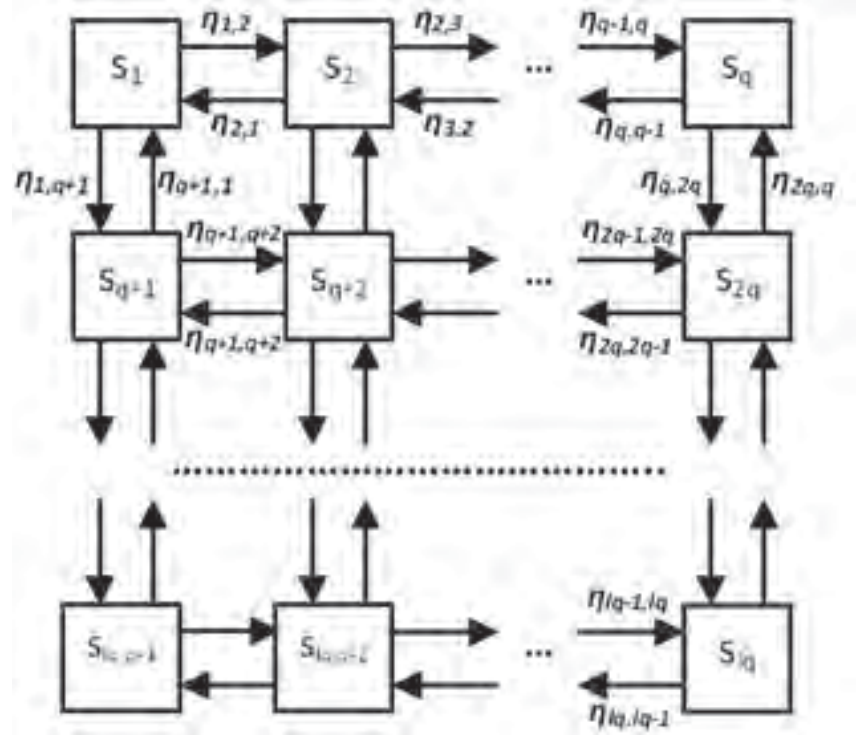 η1,2 η2,3 η q-1,q
S1 S2 ... Sq
η2,1 η3.2 ηq,q-1
η1,q+1 ηq+1,1 ηq,2q η2q,q
ηq+1,q+2 η2q-1,2q
Sq+1 Sq+2 ... S2q
ηq+1,q+2 η2q,2q-1
ηlq-1,lq
... Slq
ηlq.lq-1